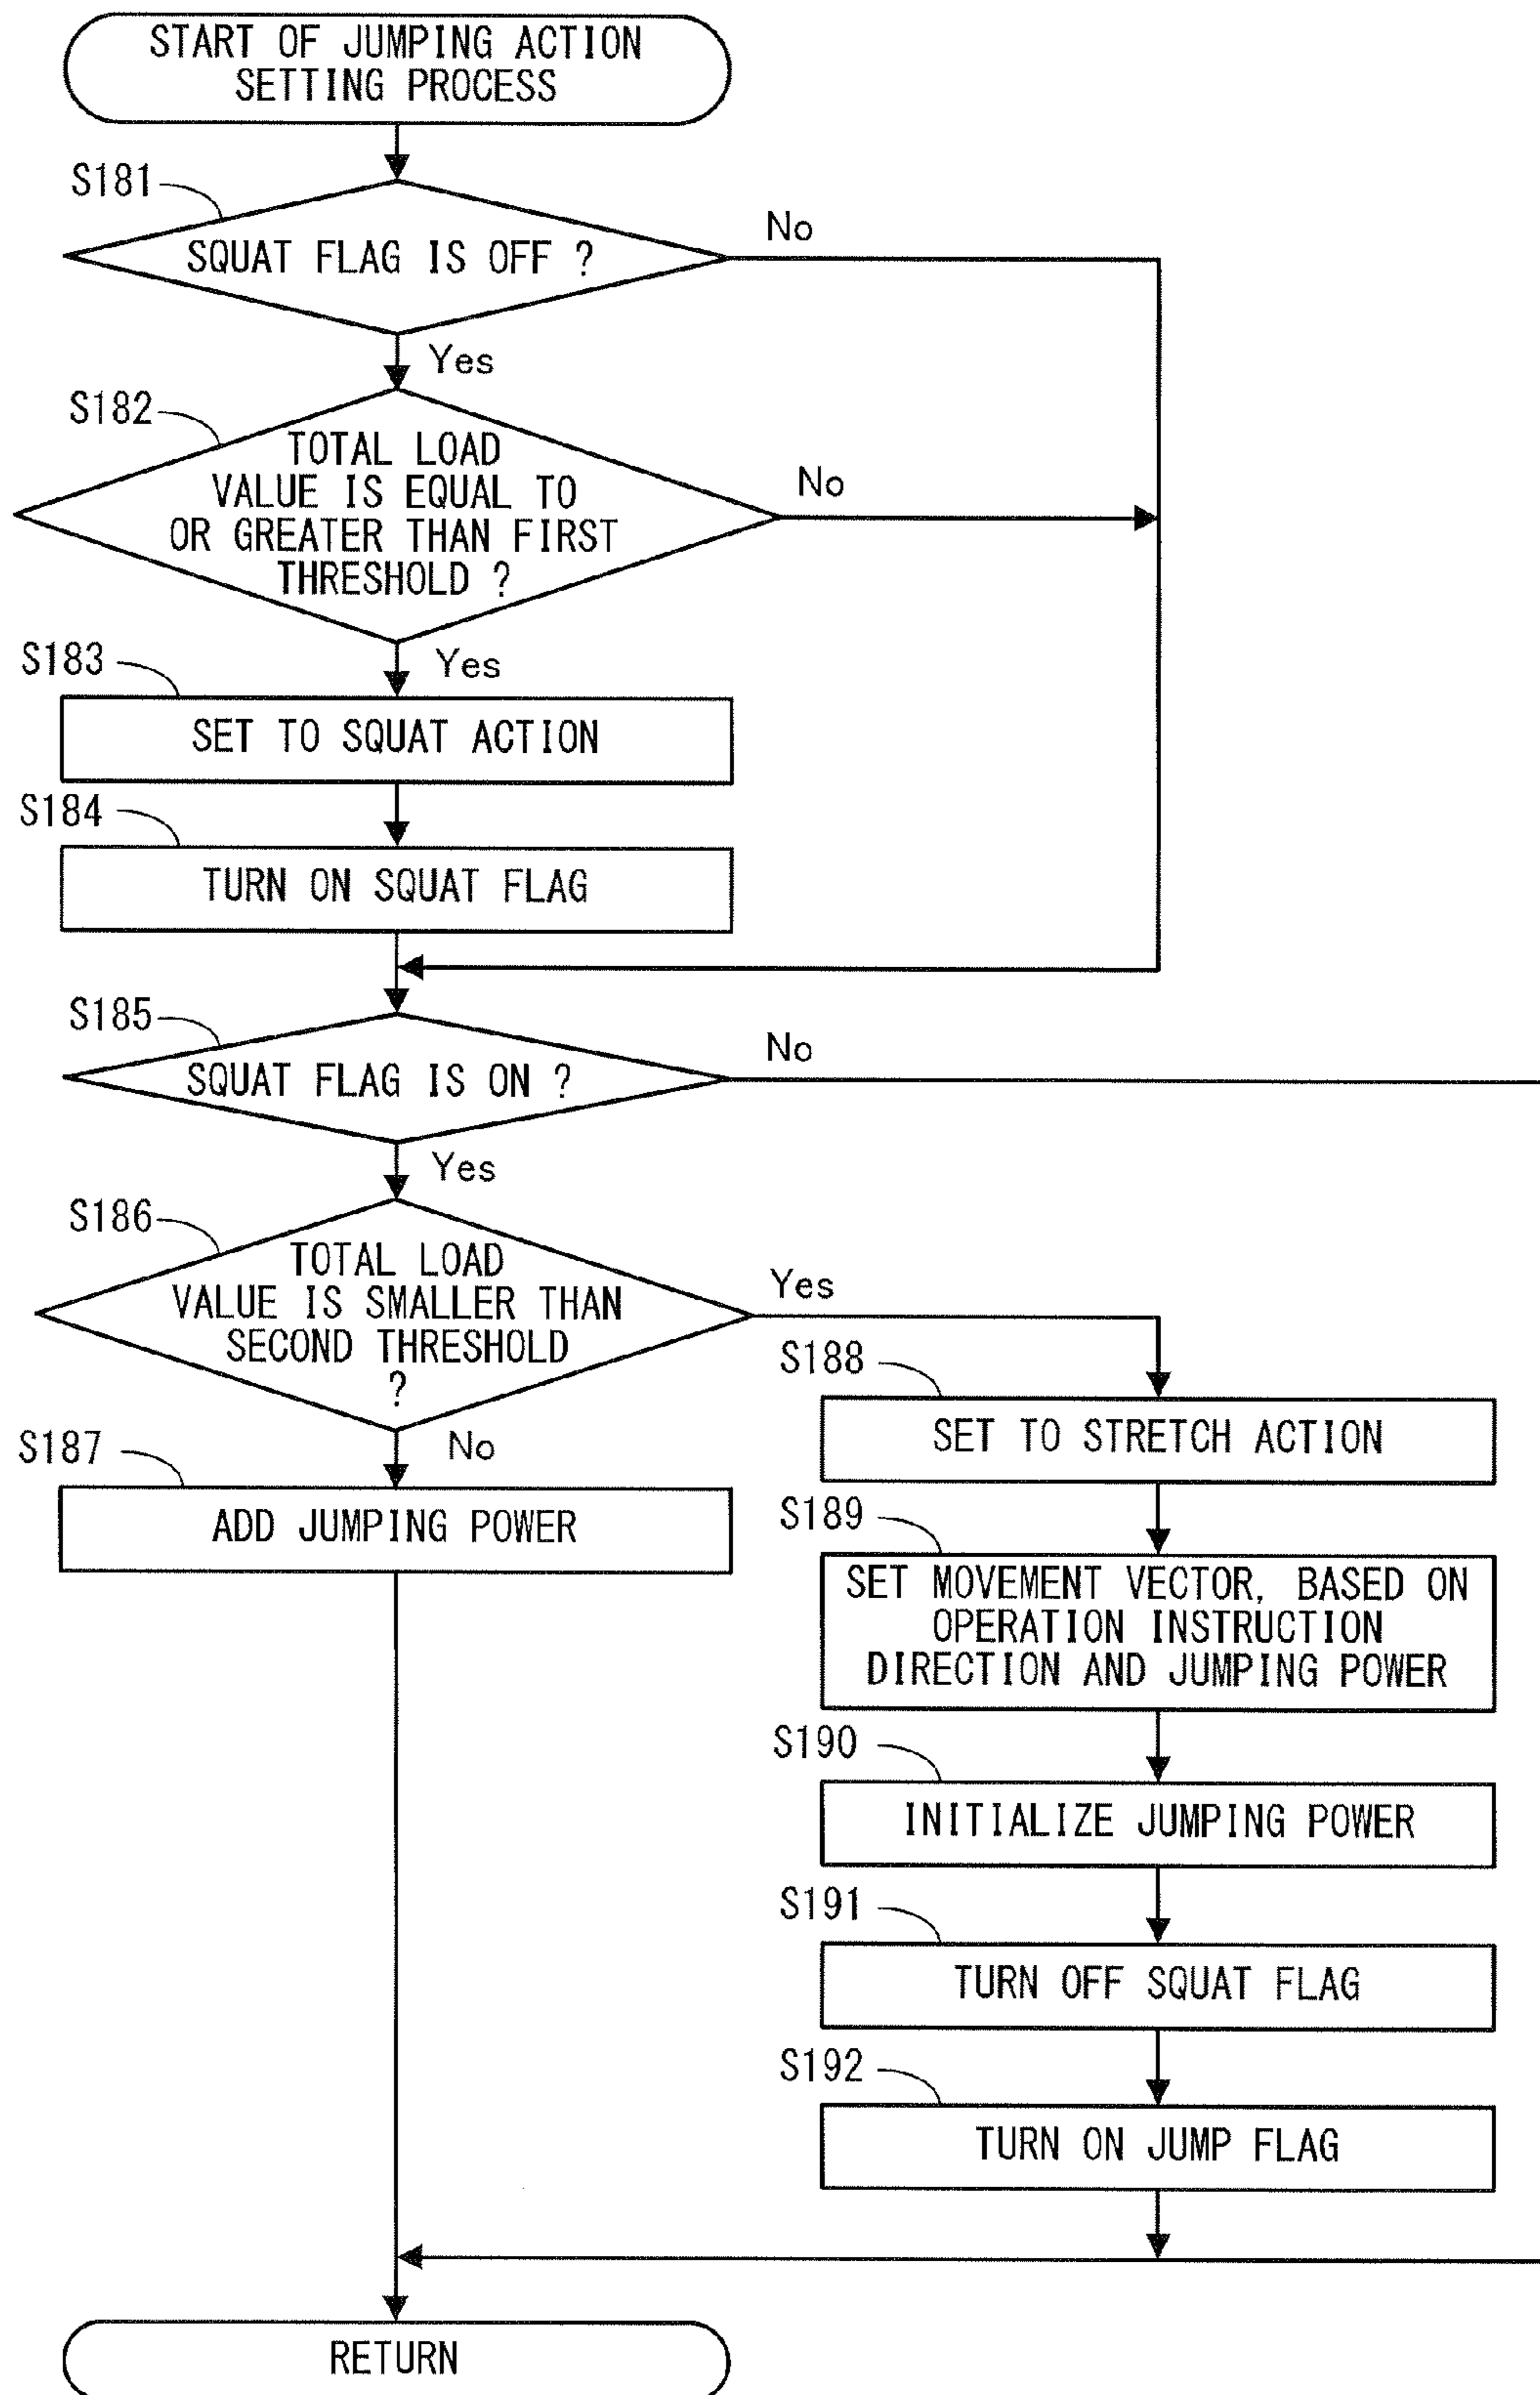 START OF JUMPING ACTION
SETTING PROCESS
S181
SQUAT FLAG IS OFF ?
No
Yes
S182
TOTAL LOAD
VALUE IS EQUAL TO
OR GREATER THAN FIRST
THRESHOLD ?
No
Yes
S183
SET TO SQUAT ACTION
S184
TURN ON SQUAT FLAG
S185
SQUAT FLAG IS ON ?
No
Yes
S186
TOTAL LOAD
VALUE IS SMALLER THAN
SECOND THRESHOLD
?
Yes
No
S187
ADD JUMPING POWER
S188
SET TO STRETCH ACTION
S189
SET MOVEMENT VECTOR, BASED ON
OPERATION INSTRUCTION
DIRECTION AND JUMPING POWER
S190
INITIALIZE JUMPING POWER
S191
TURN OFF SQUAT FLAG
S192
TURN ON JUMP FLAG
RETURN